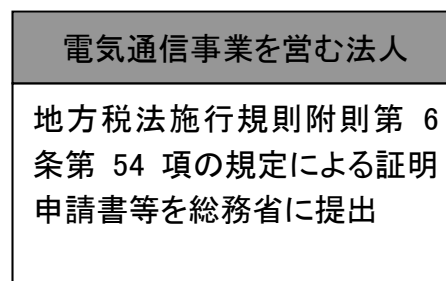 電気通信事業を営む法人
地方税法施行規則附則第 6
条第 54 項の規定による証明
申請書等を総務省に提出